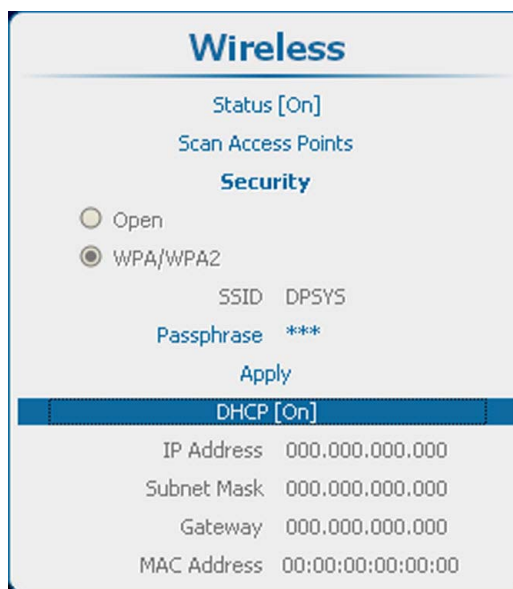 Wireless
Status [On]
Scan Access Points
Security
Open
WPA/WPA2
SSID DPSYS
Passphrase ***
Apply
DHCP [On]
IP Address 000.000.000.000
Subnet Mask 000.000.000.000
Gateway 000.000.000.000
MAC Address 00:00:00:00:00:00